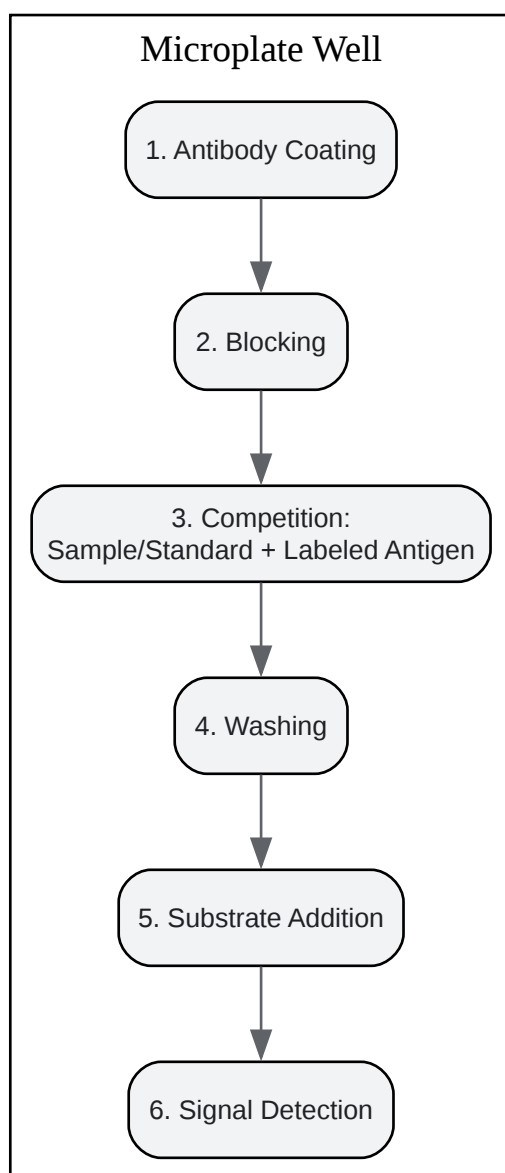 Microplate Well
1. Antibody Coating
2. Blocking
3. Competition:
Sample/Standard + Labeled Antigen
4. Washing
5. Substrate Addition
6. Signal Detection